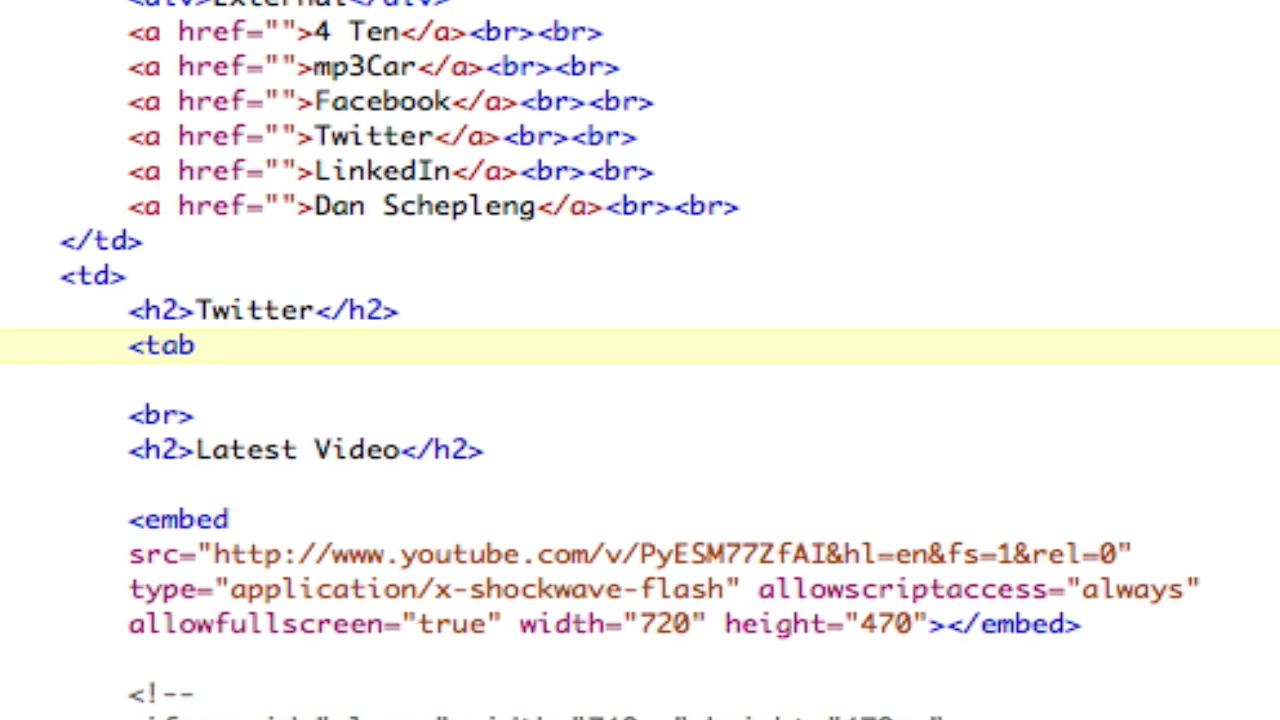 <div>External</div>
<a href="">4 Ten</a><br><br>
<a href="">mp3Car</a><br><br>
<a href="">Facebook</a><br><br>
<a href="">Twitter</a><br><br>
<a href="">LinkedIn</a><br><br>
<a href="">Dan Schepleng</a><br><br>
</td>
<td>
<h2>Twitter</h2>
<tab
<br>
<h2>Latest Video</h2>
<embed
src="http://www.youtube.com/v/PyESM77ZfAI&hl=en&fs=1&rel=0"
type="application/x-shockwave-flash" allowscriptaccess="always"
allowfullscreen="true" width="720" height="470"></embed>
<!--